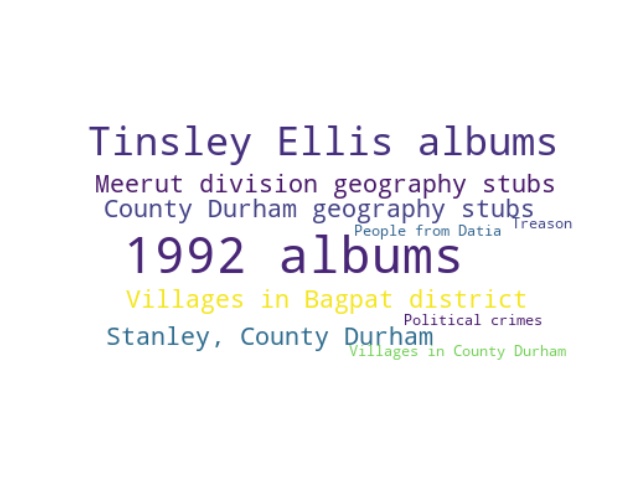 Tinsley Ellis albums
Meerut division geography stubs
County Durham geography stubs
Treason
People from Datia
1992 albums
Villages in Bagpat district
Political crimes
Stanley, County Durham
Villages in County Durham